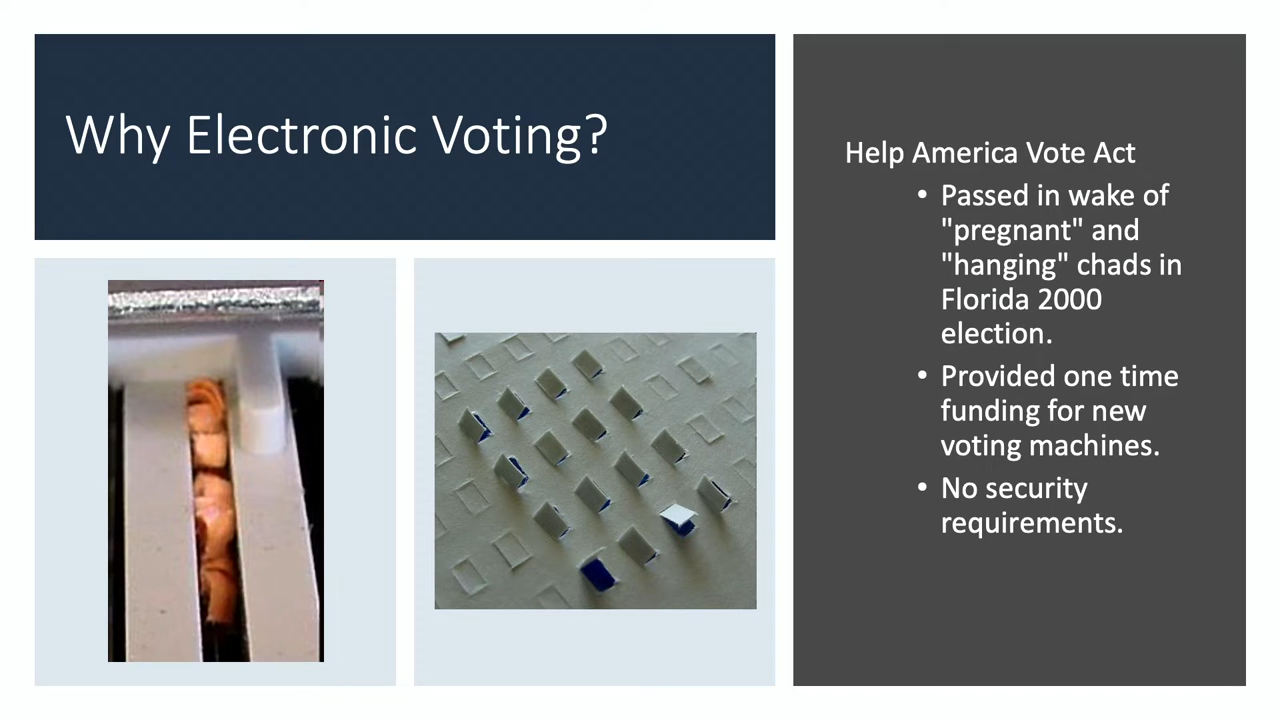 Why Electronic Voting?
Help America Vote Act
• Passed in wake of
"pregnant" and
"hanging" chads in
Florida 2000
election.
• Provided one time
funding for new
voting machines.
• No security
requirements.